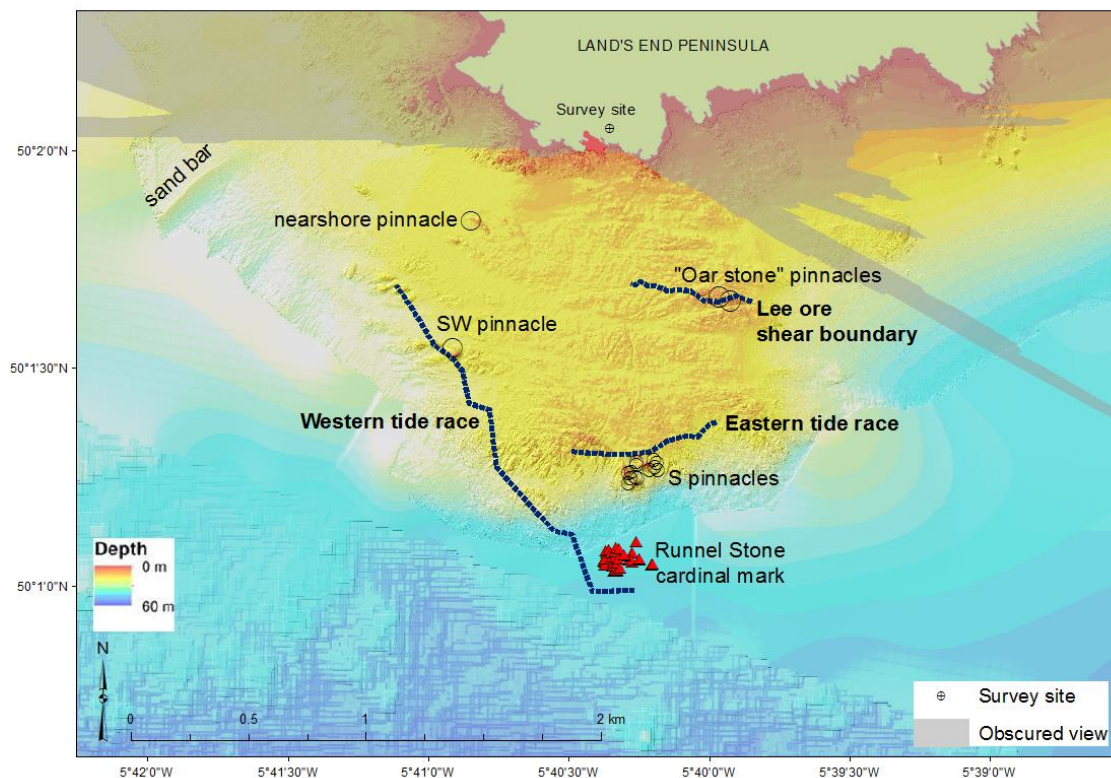 LAND'S END PENINSULA
Survey site
50°2'0"N
sand bar
nearshore pinnacle
"Oar stone" pinnacles
Lee ore
shear boundary
SW pinnacle
50°1'30"N
Western tide race
Eastern tide race
S pinnacles
Depth
0 m
60 m
Runnel Stone
cardinal mark
50°1'0"N
N
0
0.5
1
2 km
Survey site
Obscured view
5°42'0"W
5°41'30"W
5°41'0"W
5°40'30"W
5°40'0"W
5°39'30"W
5°39'0"W